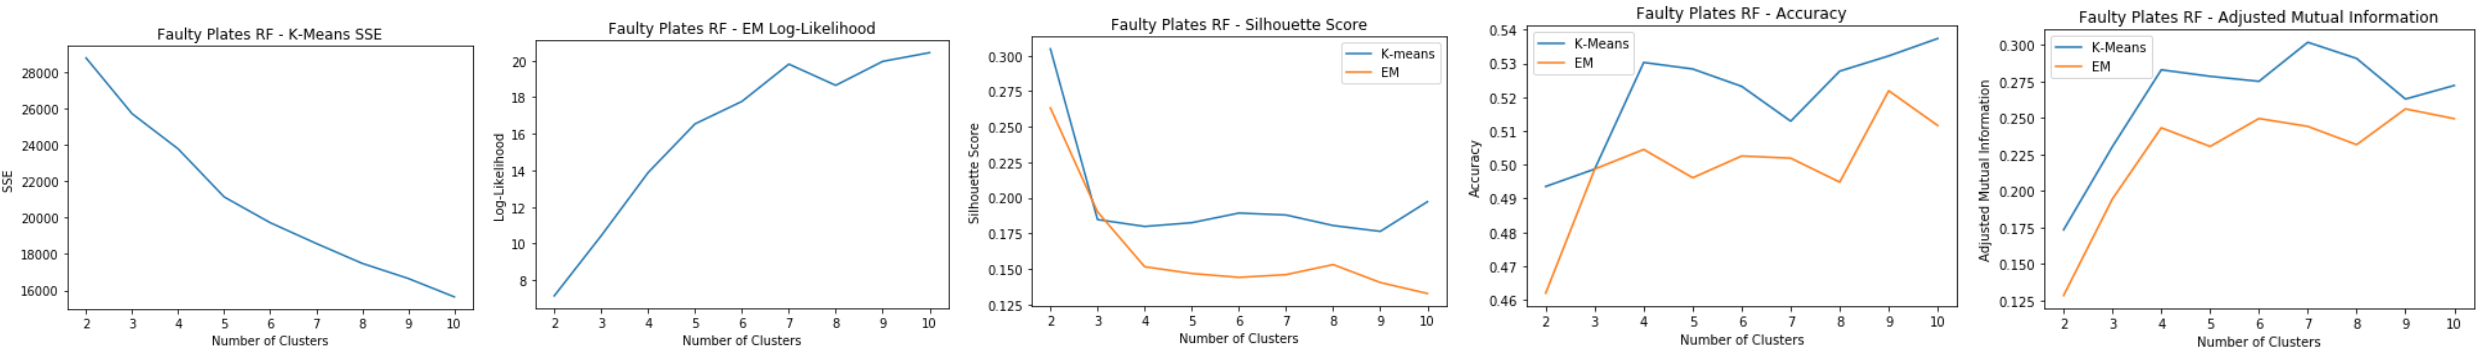 Faulty Plates RF - K-Means SSE
SSE
28000
26000
24000
22000
20000
18000
16000
2 3 4 5 6 7 8 9 10
Number of Clusters
Faulty Plates RF - EM Log-Likelihood
Log-Likelihood
20
18
16
14
12
10
8
2 3 4 5 6 7 8 9 10
Number of Clusters
Faulty Plates RF - Silhouette Score
K-means
EM
Silhouette Score
0.300
0.275
0.250
0.225
0.200
0.175
0.150
0.125
2 3 4 5 6 7 8 9 10
Number of Clusters
Faulty Plates RF - Accuracy
K-Means
EM
Accuracy
0.54
0.53
0.52
0.51
0.50
0.49
0.48
0.47
0.46
2 3 4 5 6 7 8 9 10
Number of Clusters
Faulty Plates RF - Adjusted Mutual Information
K-Means
EM
Adjusted Mutual Information
0.300
0.275
0.250
0.225
0.200
0.175
0.150
0.125
2 3 4 5 6 7 8 9 10
Number of Clusters